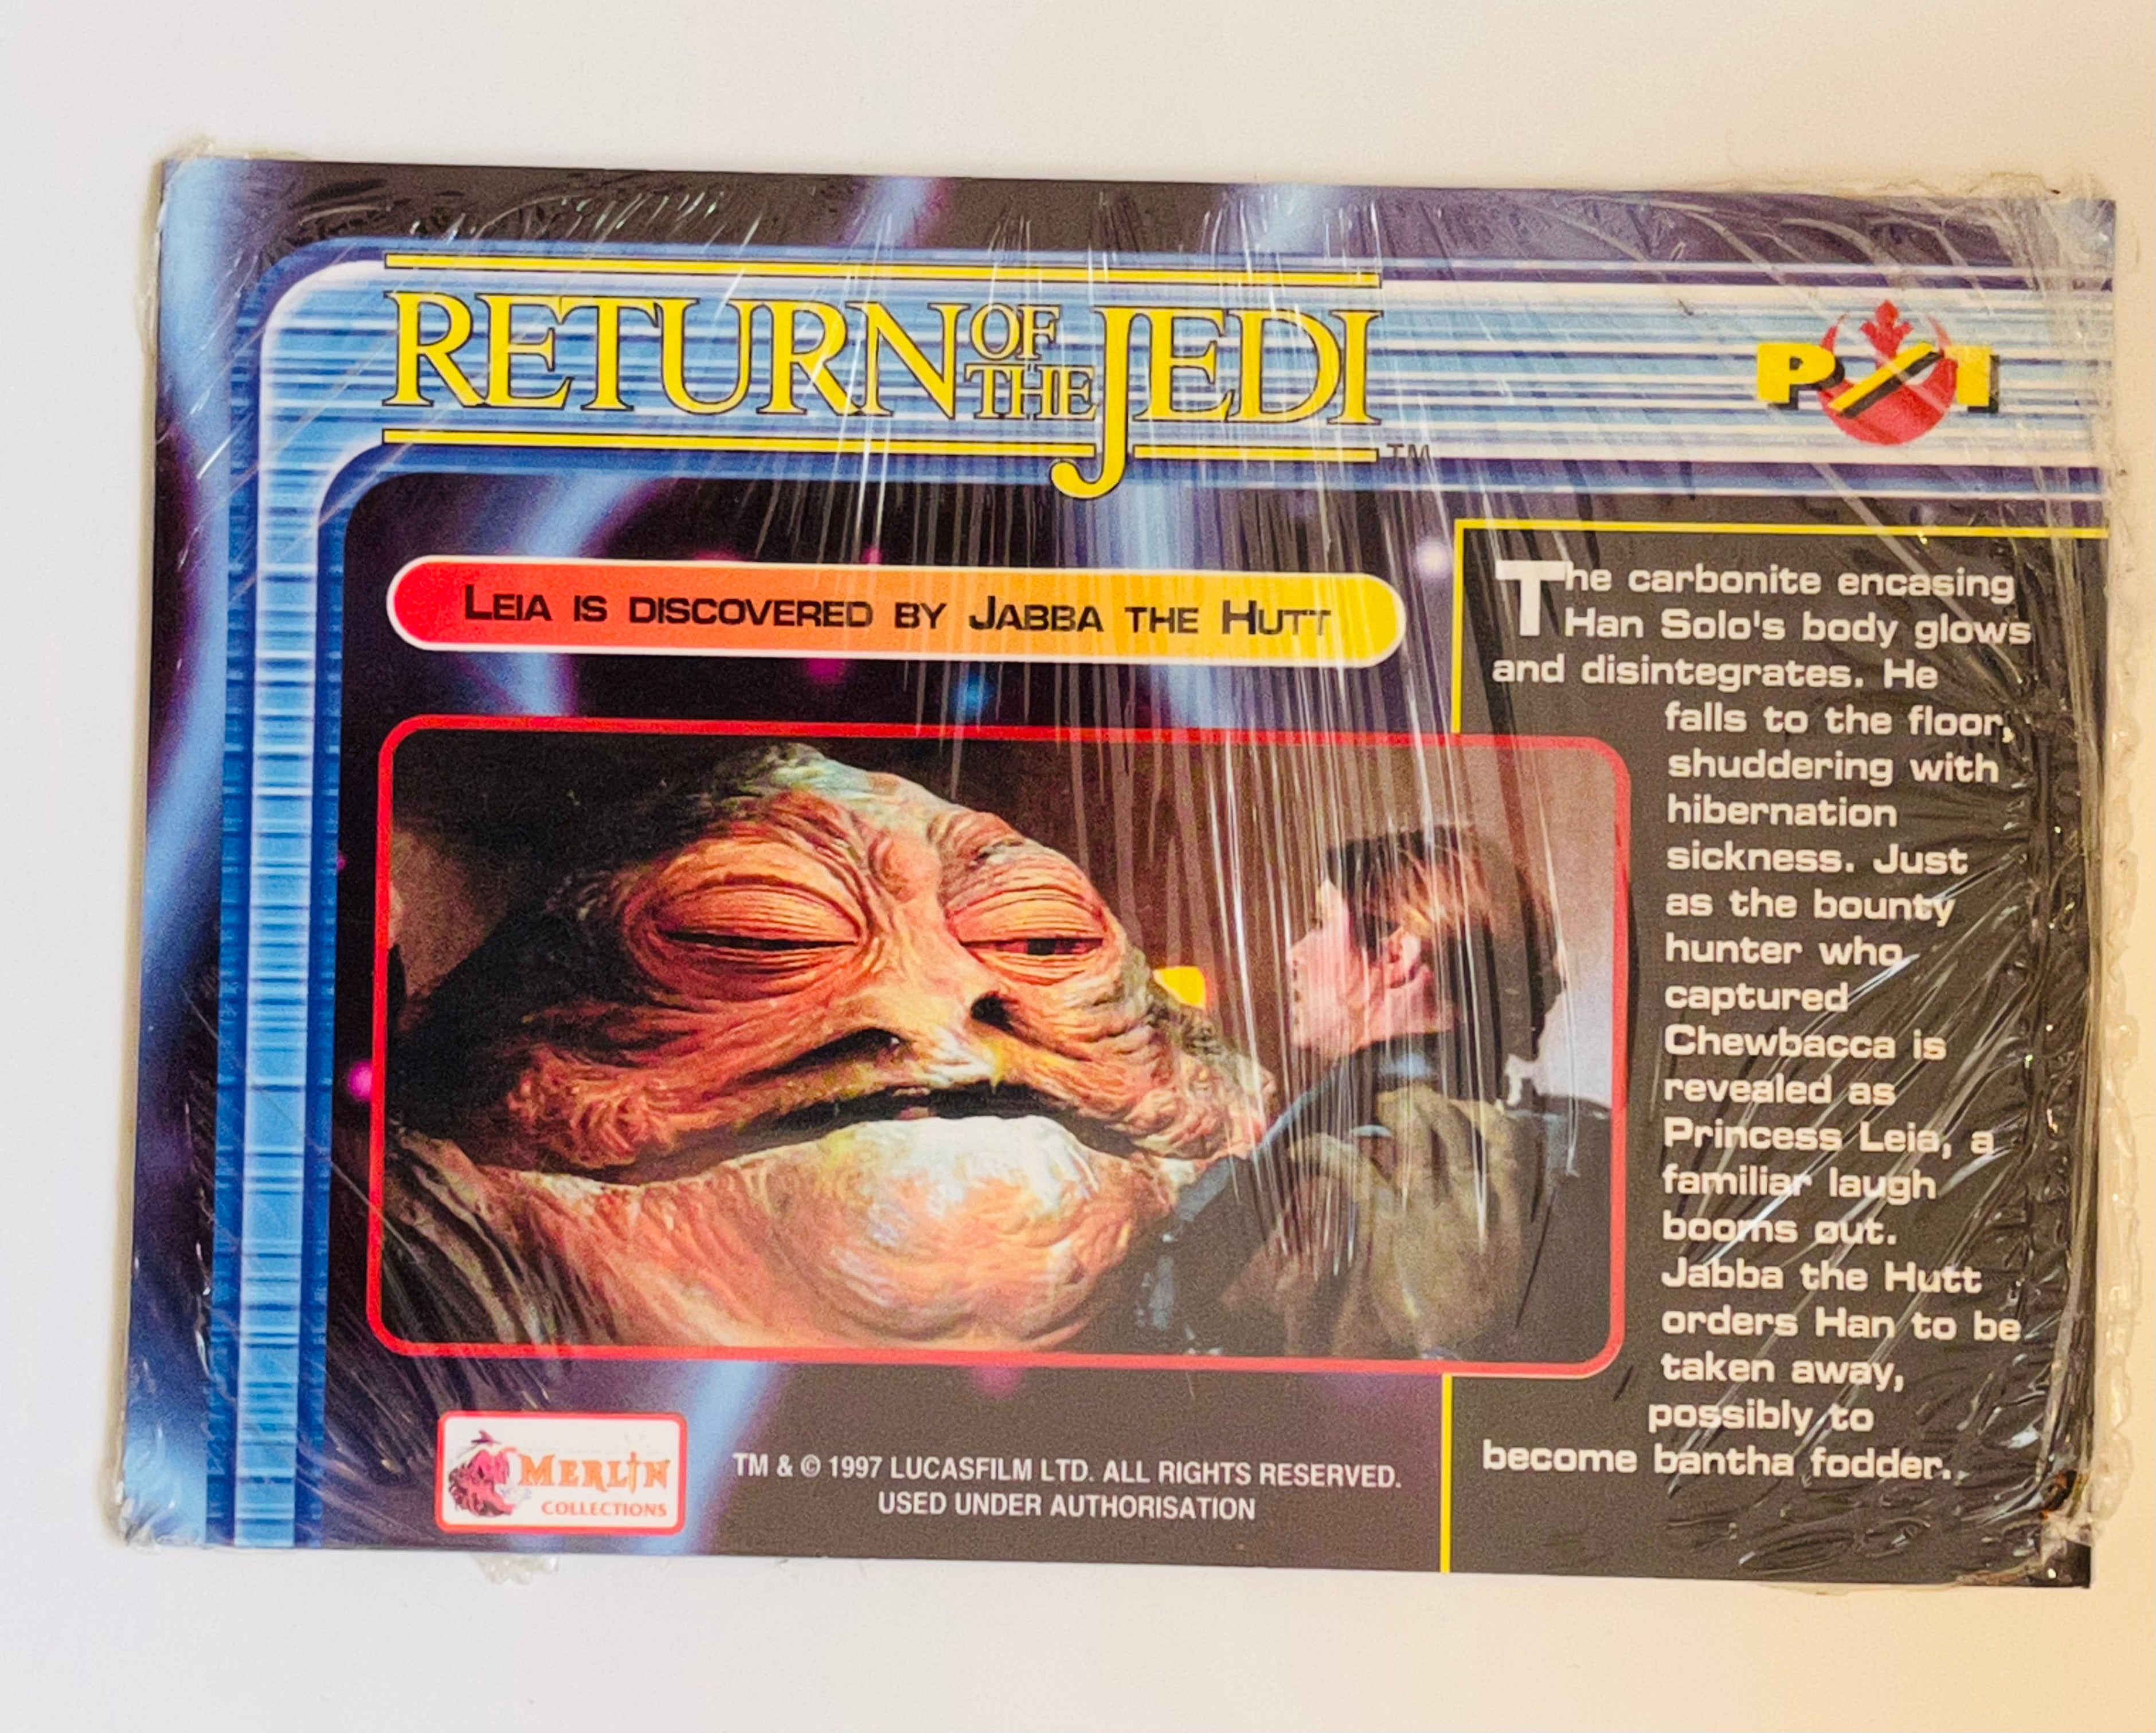 RETURN OF THE JEDI TM
P/1
LEIA IS DISCOVERED BY JABBA THE HUTT
The carbonite encasing
Han Solo's body glows
and disintegrates. He
falls to the floor,
shuddering with
hibernation
sickness. Just
as the bounty
hunter who
captured
Chewbacca is
revealed as
Princess Leia, a
familiar laugh
booms out.
Jabba the Hutt
orders Han to be
taken away,
possibly to
become bantha fodder.
MERLIN
COLLECTIONS
TM & © 1997 LUCASFILM LTD. ALL RIGHTS RESERVED.
USED UNDER AUTHORISATION